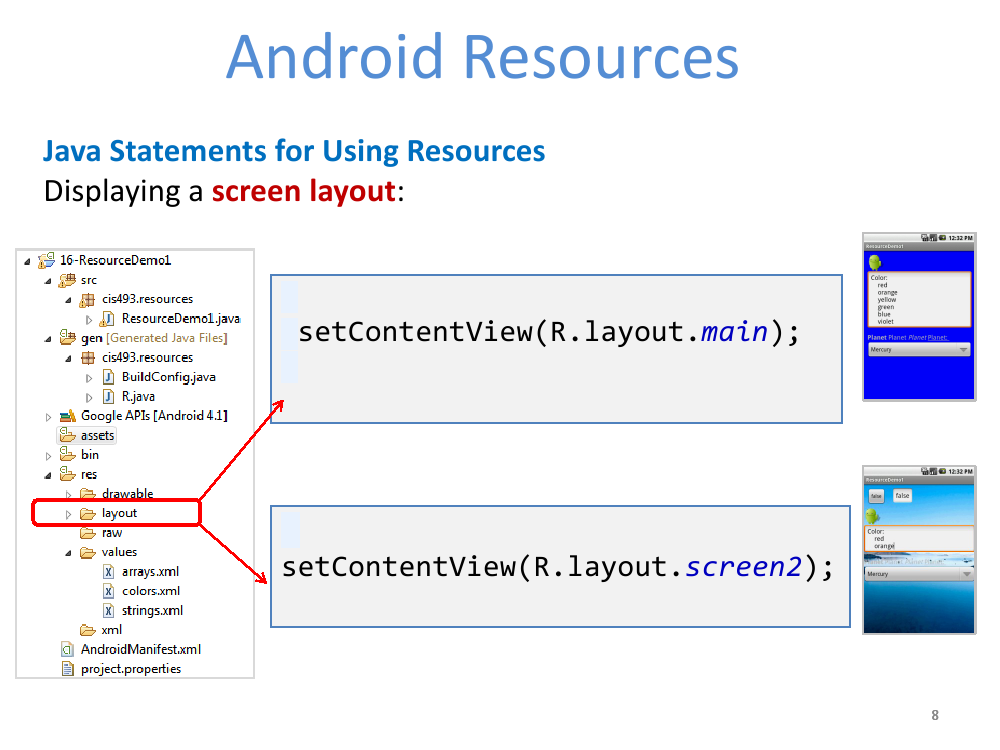 Android Resources
Java Statements for Using Resources
Displaying a screen layout:
16-ResourceDemo1
src
cis493.resources
ResourceDemo1.java
gen [Generated Java Files]
cis493.resources
BuildConfig.java
R.java
Google APIs [Android 4.1]
assets
bin
res
drawable
layout
raw
values
arrays.xml
colors.xml
strings.xml
xml
AndroidManifest.xml
project.properties
setContentView(R.layout.main);
setContentView(R.layout.screen2);
12:32 PM
ResourceDemo1
Color:
red
orange
yellow
green
blue
violet
Planet Planet Planet Planet:
Mercury
12:32 PM
ResourceDemo1
false false
Color:
red
orange
Mercury
8